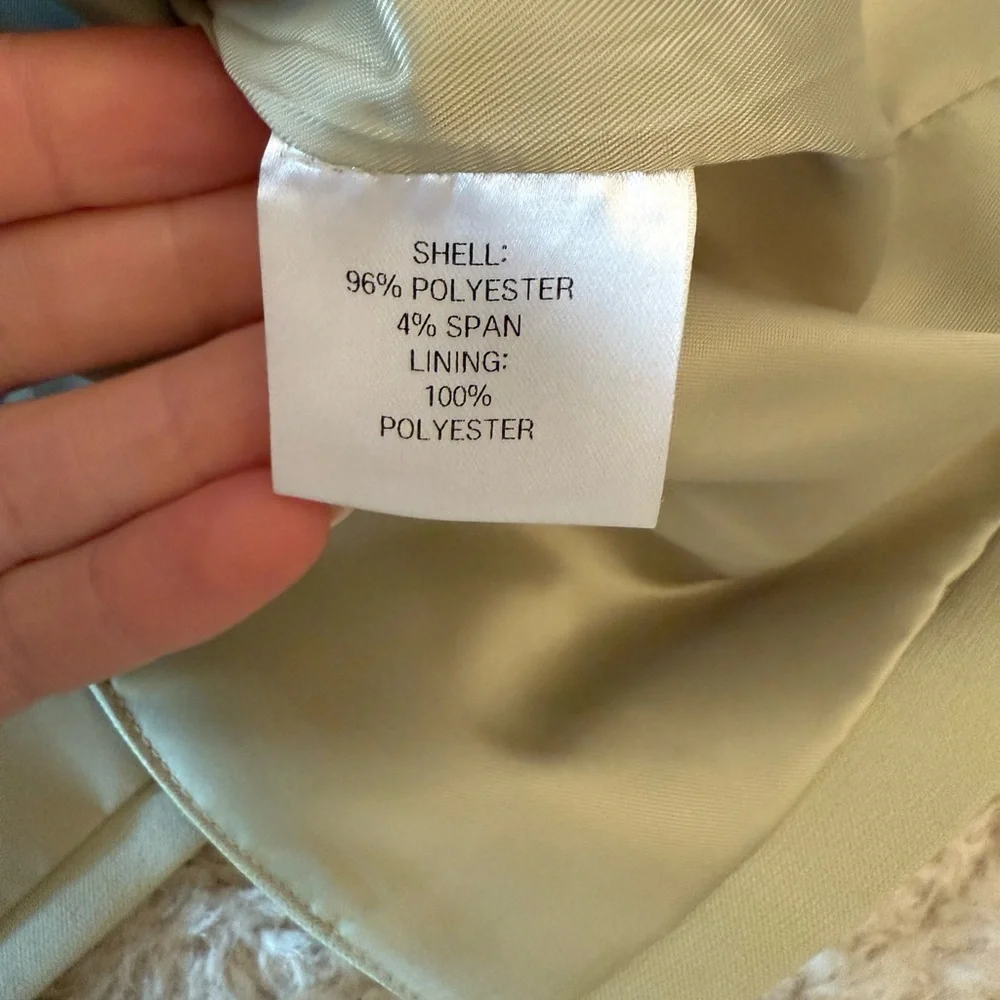 SHELL:
96% POLYESTER
4% SPAN
LINING:
100%
POLYESTER